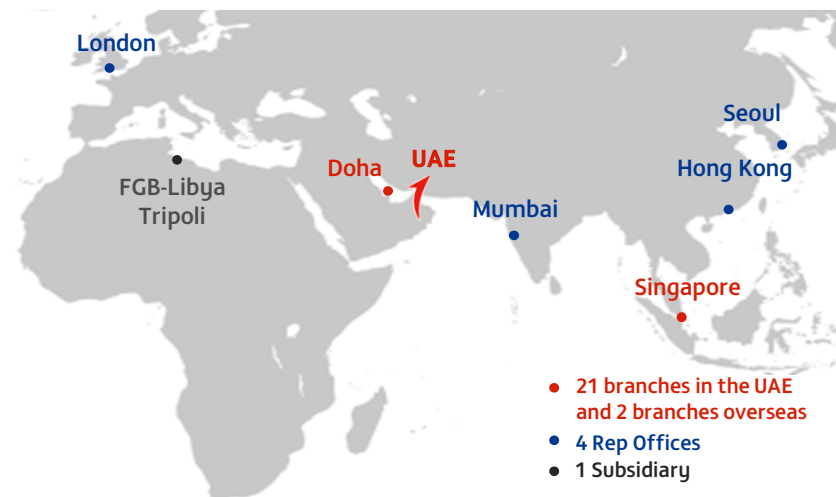 London
Seoul
UAE
Doha
Hong Kong
FGB-Libya
Tripoli
Mumbai
Singapore
21 branches in the UAE
and 2 branches overseas
4 Rep Offices
1 Subsidiary